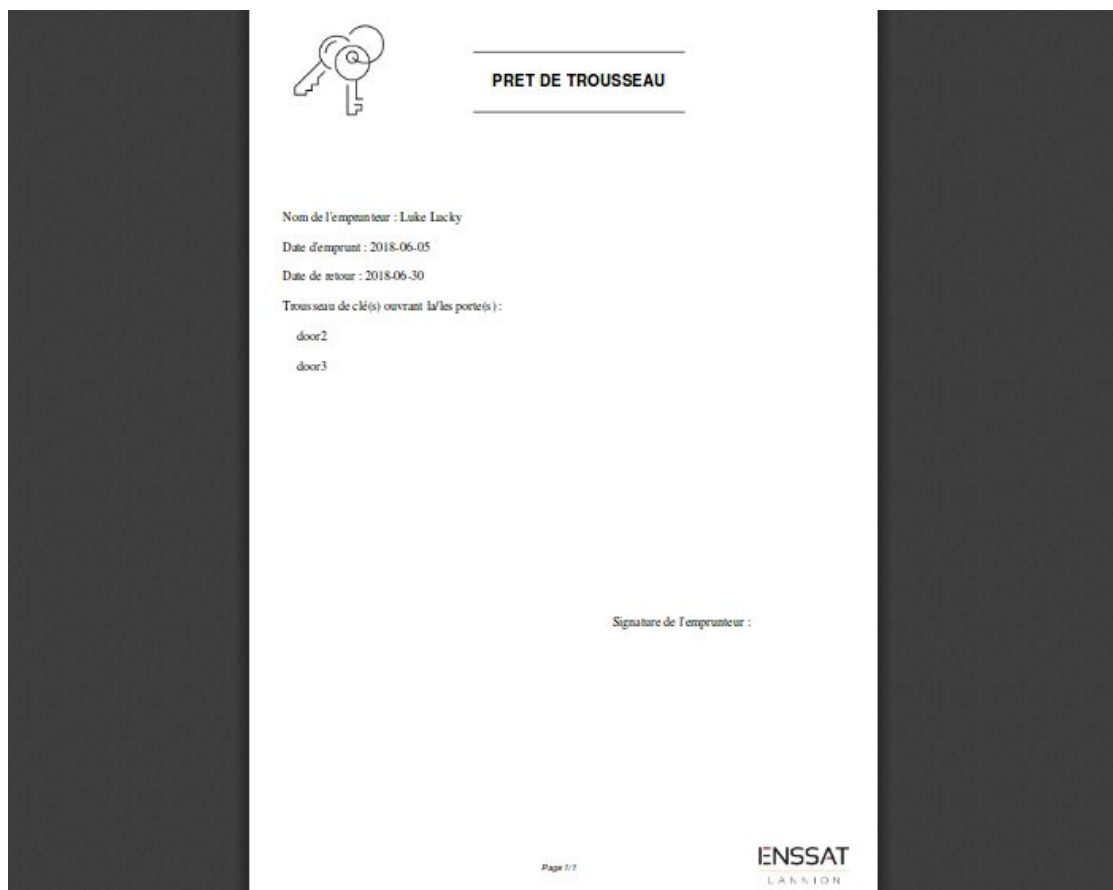 PRET DE TROUSSEAU
Nom de l'emprunteur : Luke Lucky
Date d'emprunt : 2018-06-05
Date de retour : 2018-06-30
Trousseau de clé(s) ouvrant la/les porte(s) :
door2
door3
Signature de l'emprunteur :
Page 1/1
ENSSAT
LANNION